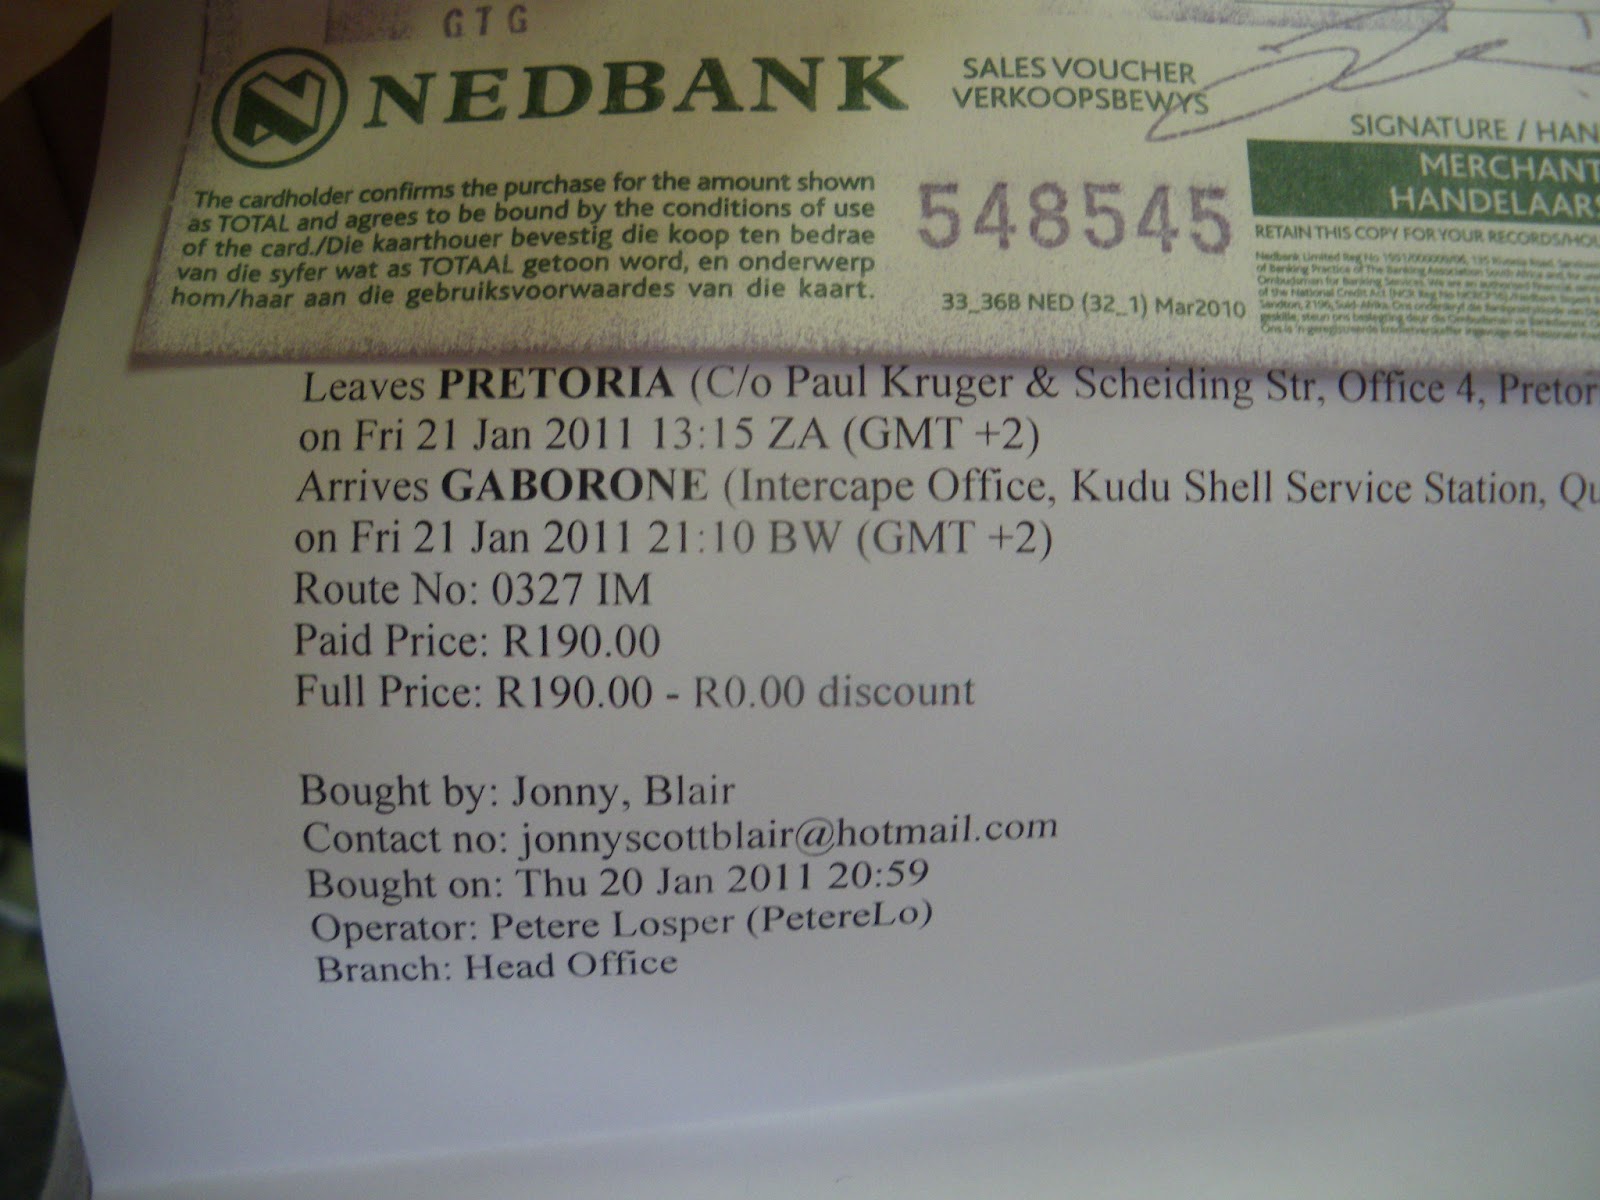 GTG
NEDBANK
SALES VOUCHER
VERKOOPSBEWYS
SIGNATURE / HAN
MERCHANT
HANDELAARS
The cardholder confirms the purchase for the amount shown
as TOTAL and agrees to be bound by the conditions of use
of the card./Die kaarthouer bevestig die koop ten bedrae
van die syfer wat as TOTAAL getoon word, en onderwerp
hom/haar aan die gebruiksvoorwaardes van die kaart.
548545
33_36B NED (32_1) Mar2010
RETAIN THIS COPY FOR YOUR RECORDS/HOU
Leaves PRETORIA (C/o Paul Kruger & Scheiding Str, Office 4, Pretor
on Fri 21 Jan 2011 13:15 ZA (GMT +2)
Arrives GABORONE (Intercape Office, Kudu Shell Service Station, Qu
on Fri 21 Jan 2011 21:10 BW (GMT +2)
Route No: 0327 IM
Paid Price: R190.00
Full Price: R190.00 - R0.00 discount
Bought by: Jonny, Blair
Contact no: jonnyscottblair@hotmail.com
Bought on: Thu 20 Jan 2011 20:59
Operator: Petere Losper (PetereLo)
Branch: Head Office